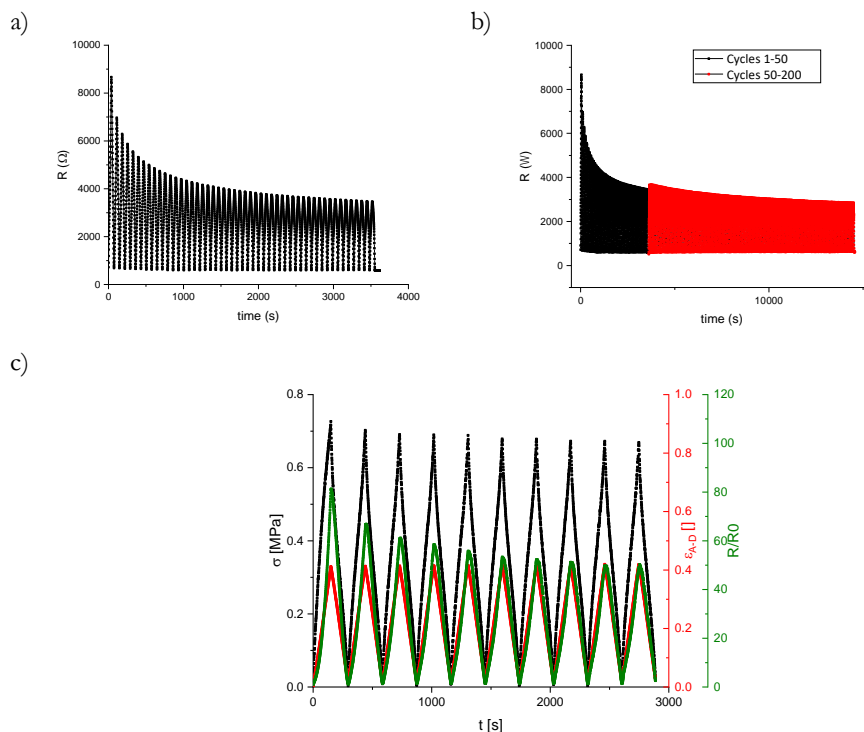 a)
R (Ω)
10000
8000
6000
4000
2000
0
0 1000 2000 3000 4000
time (s)
b)
Cycles 1-50
Cycles 50-200
R (W)
10000
8000
6000
4000
2000
0
0 10000
time (s)
c)
σ [MPa]
0.8
0.6
0.4
0.2
0.0
1.0
0.8
0.6
0.4
0.2
0.0
ε_A-D []
120
100
80
60
40
20
0
R/R0
0 1000 2000 3000
t [s]